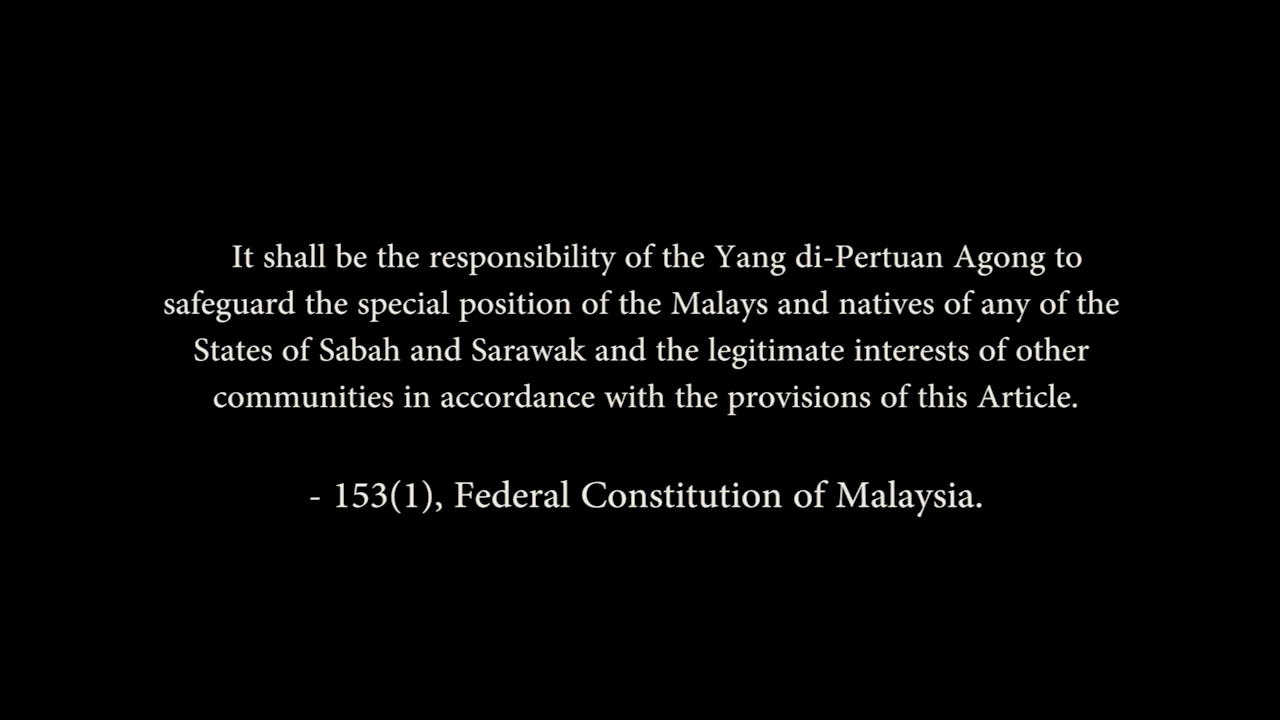 It shall be the responsibility of the Yang di-Pertuan Agong to
safeguard the special position of the Malays and natives of any of the
States of Sabah and Sarawak and the legitimate interests of other
communities in accordance with the provisions of this Article.
- 153(1), Federal Constitution of Malaysia.